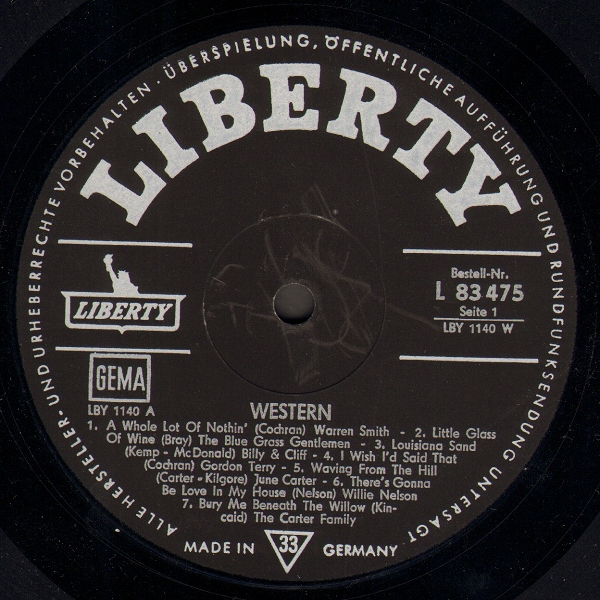 ALLE HERSTELLER- UND URHEBERRECHTE VORBEHALTEN · ÜBERSPIELUNG, ÖFFENTLICHE AUFFÜHRUNG UND RUNDFUNKSENDUNG UNTERSAGT.
LIBERTY
LIBERTY
Bestell-Nr.
L 83 475
Seite 1
LBY 1140 W
GEMA
LBY 1140 A
WESTERN
1. A Whole Lot Of Nothin' (Cochran) Warren Smith - 2. Little Glass
Of Wine (Bray) The Blue Grass Gentlemen - 3. Louisiana Sand
(Kemp - McDonald) Billy & Cliff - 4. I Wish I'd Said That
(Cochran) Gordon Terry - 5. Waving From The Hill
(Carter - Kilgore) June Carter - 6. There's Gonna
Be Love In My House (Nelson) Willie Nelson
7. Bury Me Beneath The Willow (Kin-
caid) The Carter Family
MADE IN 33 GERMANY